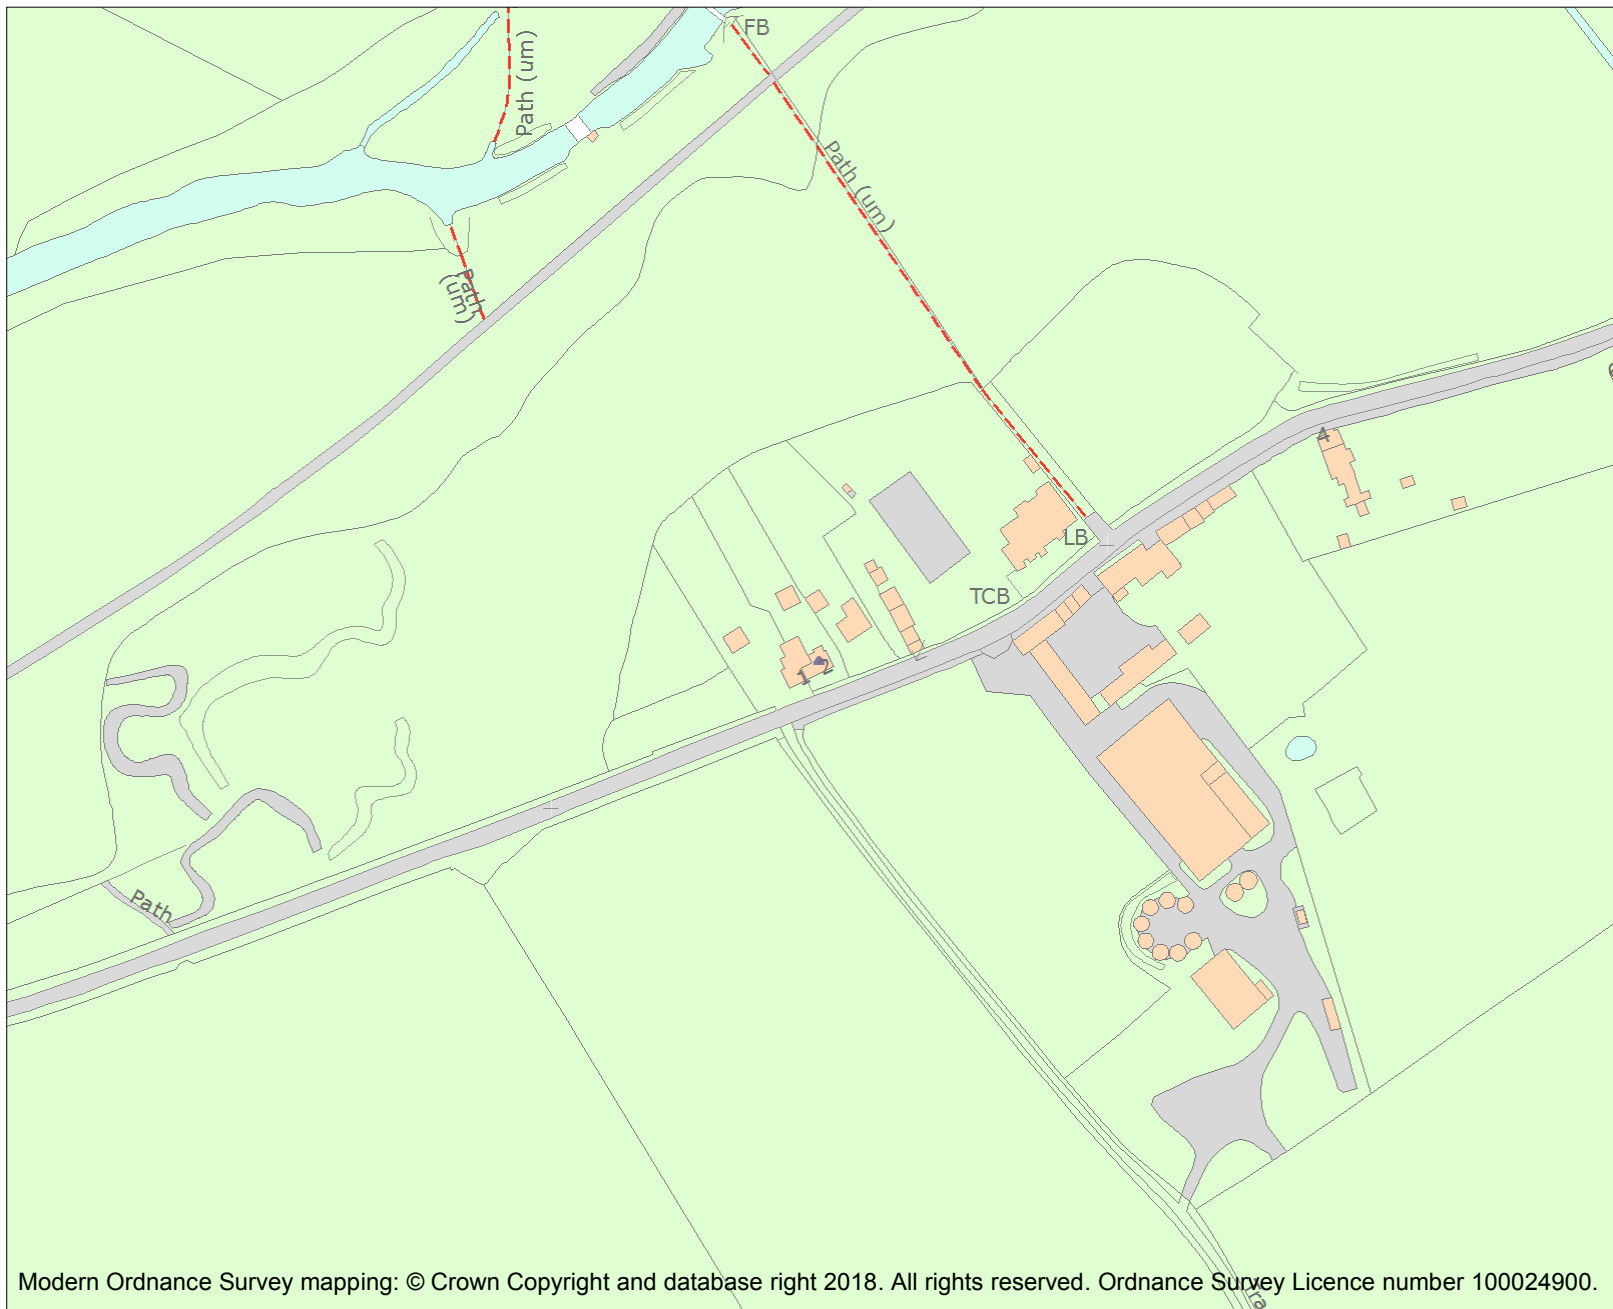 FB
Path (um)
Path (um)
Path
(um)
4
LB
TCB
1
2
Path
Modern Ordnance Survey mapping: © Crown Copyright and database right 2018. All rights reserved. Ordnance Survey Licence number 100024900.